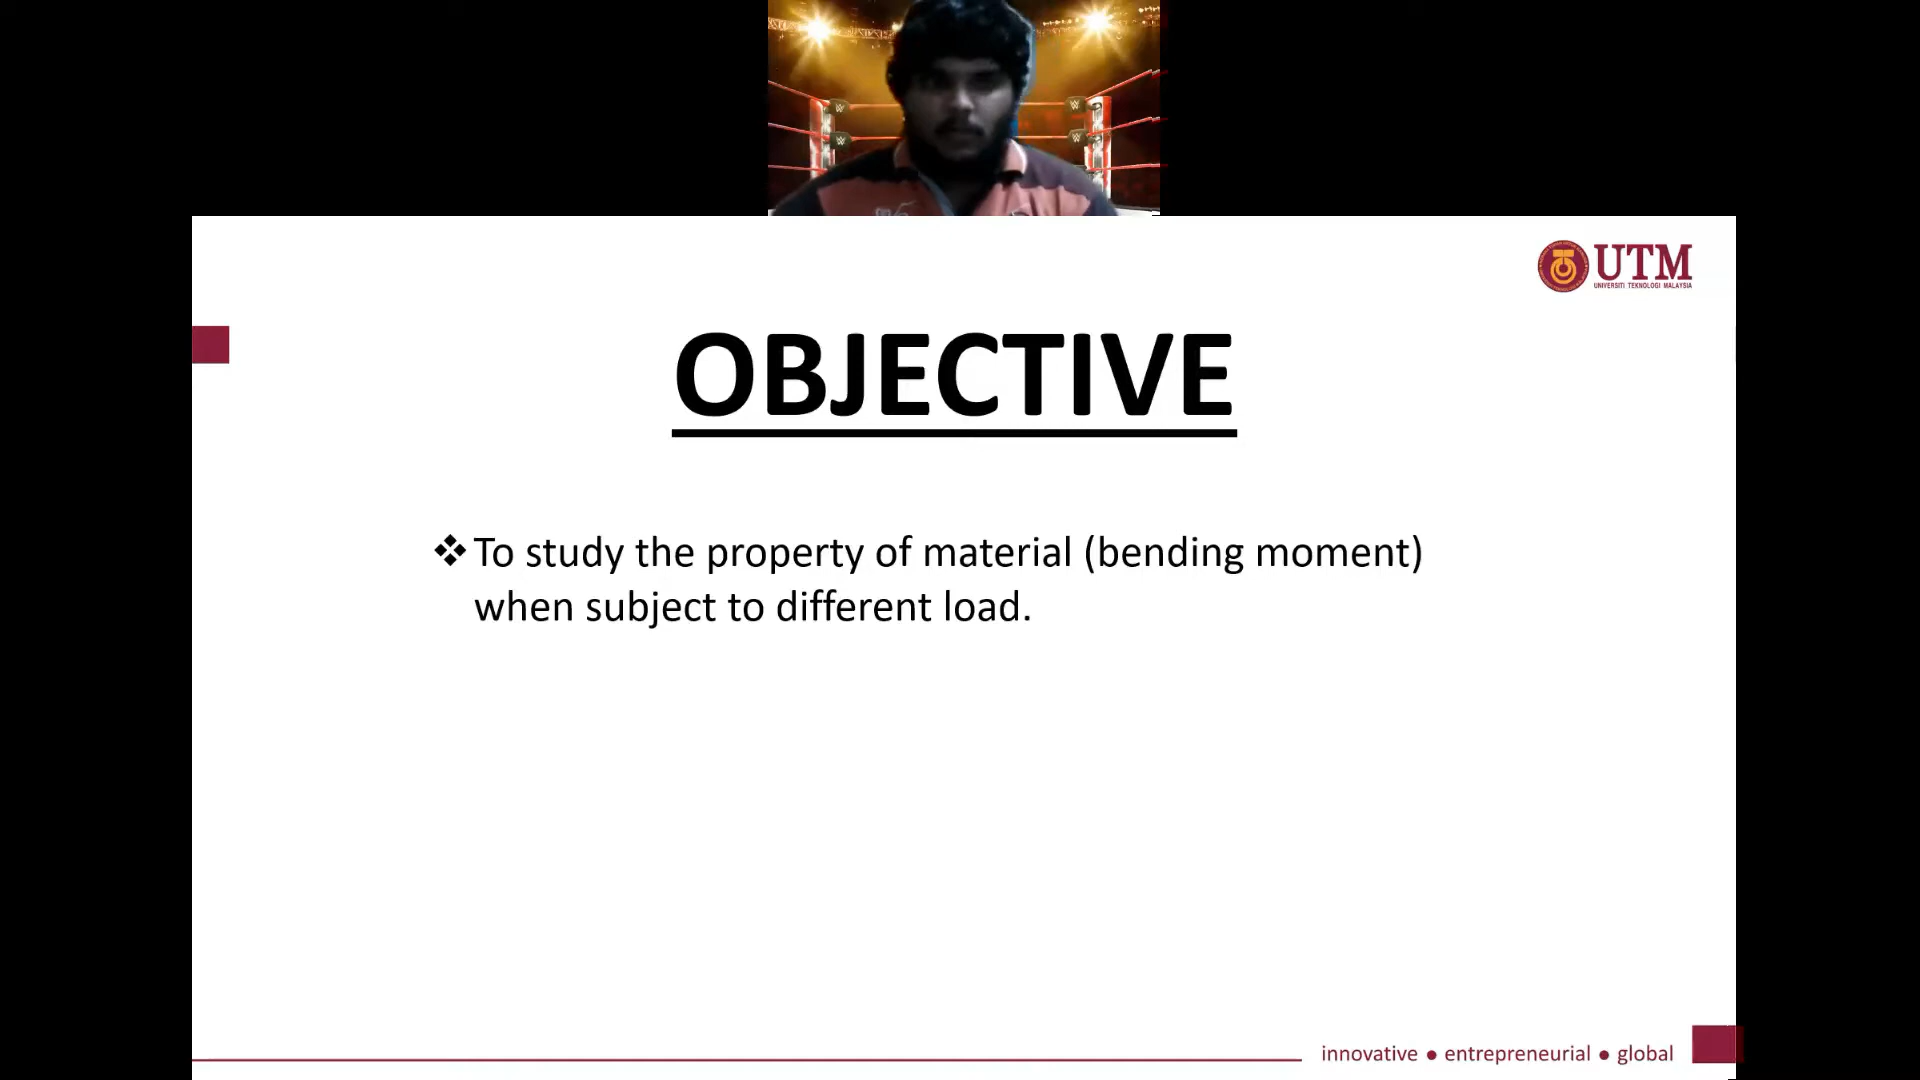 UTM
UNIVERSITI TEKNOLOGI MALAYSIA
OBJECTIVE
❖ To study the property of material (bending moment)
when subject to different load.
innovative ● entrepreneurial ● global